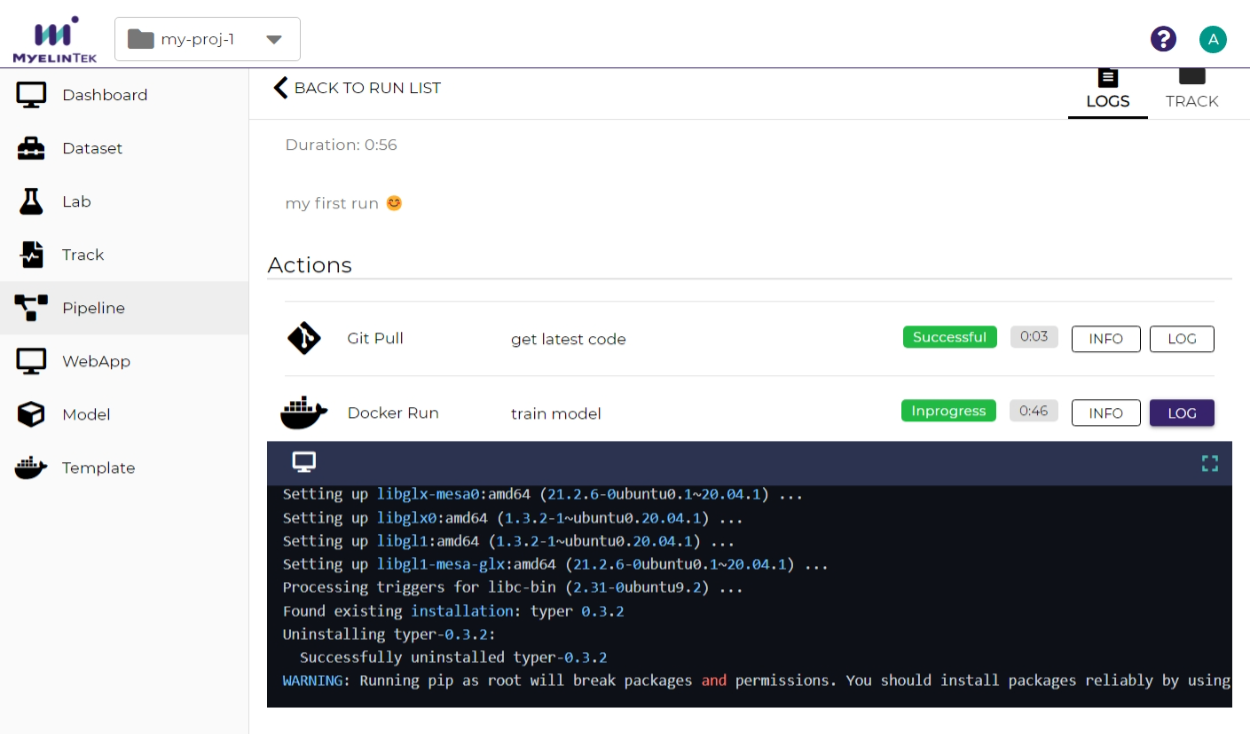 MYELINTEK
my-proj-1
?
A
Dashboard
Dataset
Lab
Track
Pipeline
WebApp
Model
Template
BACK TO RUN LIST
LOGS
TRACK
Duration: 0:56
my first run 😊
Actions
Git Pull get latest code Successful 0:03 INFO LOG
Docker Run train model Inprogress 0:46 INFO LOG
Setting up libglx-mesa0:amd64 (21.2.6-0ubuntu0.1~20.04.1) ...
Setting up libglx0:amd64 (1.3.2-1~ubuntu0.20.04.1) ...
Setting up libgl1:amd64 (1.3.2-1~ubuntu0.20.04.1) ...
Setting up libgl1-mesa-glx:amd64 (21.2.6-0ubuntu0.1~20.04.1) ...
Processing triggers for libc-bin (2.31-0ubuntu9.2) ...
Found existing installation: typer 0.3.2
Uninstalling typer-0.3.2:
Successfully uninstalled typer-0.3.2
WARNING: Running pip as root will break packages and permissions. You should install packages reliably by using